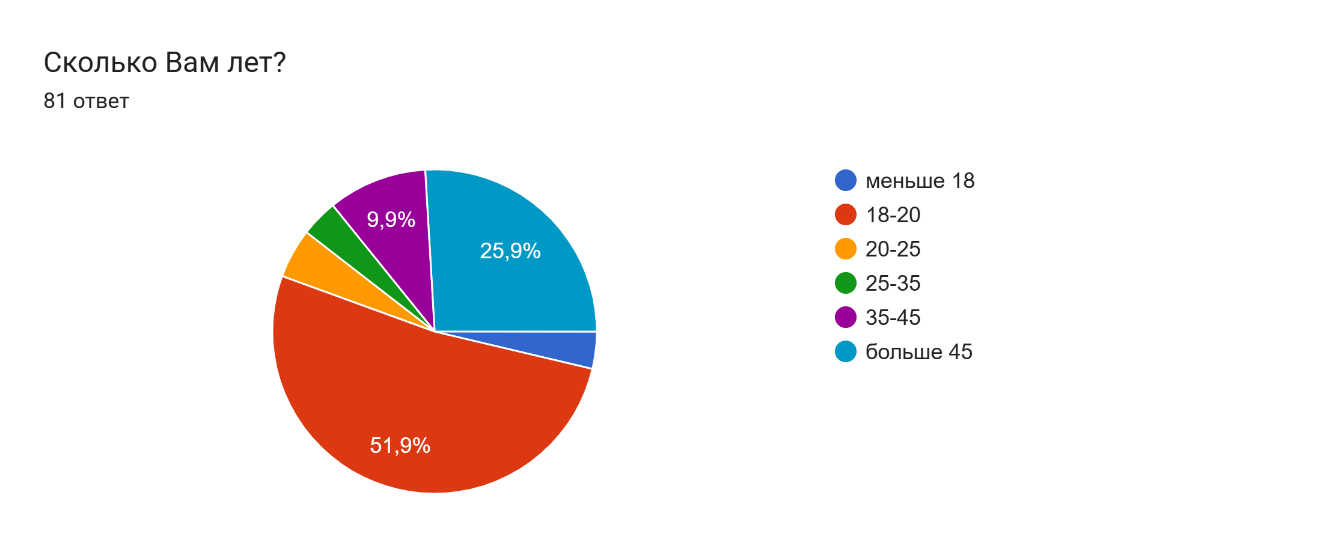 Сколько Вам лет?
81 ответ
9,9%
25,9%
51,9%
меньше 18
18-20
20-25
25-35
35-45
больше 45